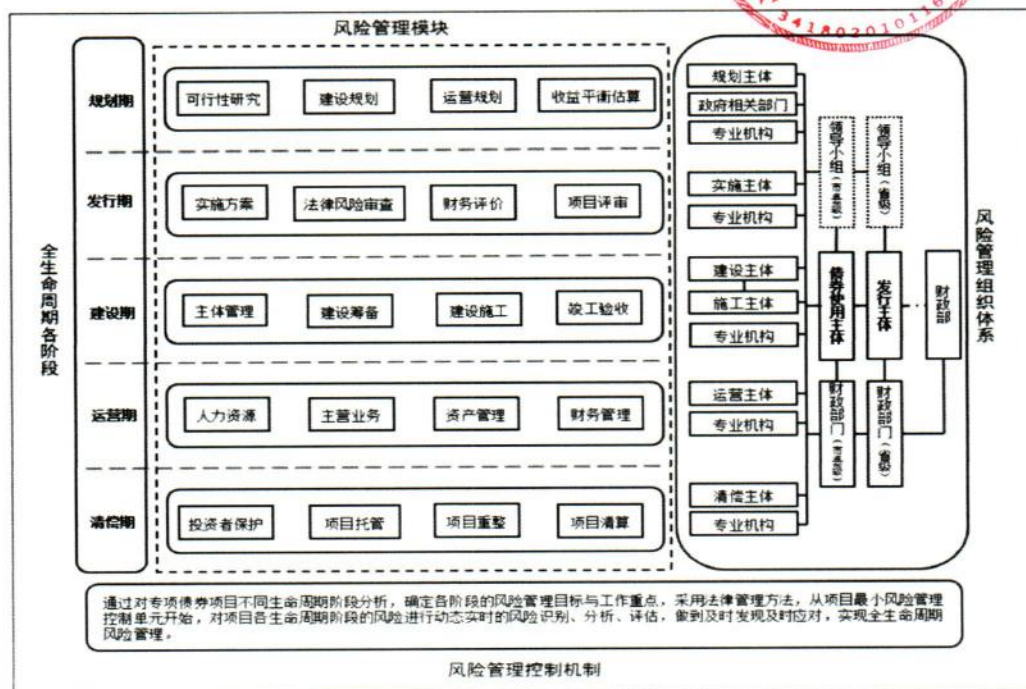 341802010116
风险管理模块
全生命周期各阶段
规划期
可行性研究
建设规划
运营规划
收益平衡估算
发行期
实施方案
法律风险审查
财务评价
项目评审
建设期
主体管理
建设筹备
建设施工
竣工验收
运营期
人力资源
主营业务
资产管理
财务管理
清偿期
投资者保护
项目托管
项目重整
项目清算
规划主体
政府相关部门
专业机构
实施主体
专业机构
建设主体
施工主体
专业机构
运营主体
专业机构
清偿主体
专业机构
领导小组（市县级）
领导小组（省级）
债券使用主体
发行主体
财政部
财政部门（市县级）
财政部门（省级）
风险管理组织体系
通过对专项债券项目不同生命周期阶段分析，确定各阶段的风险管理目标与工作重点，采用法律管理方法，从项目最小风险管理
控制单元开始，对项目各生命周期阶段的风险进行动态实时的风险识别、分析、评估，做到及时发现及时应对，实现全生命周期
风险管理。
风险管理控制机制